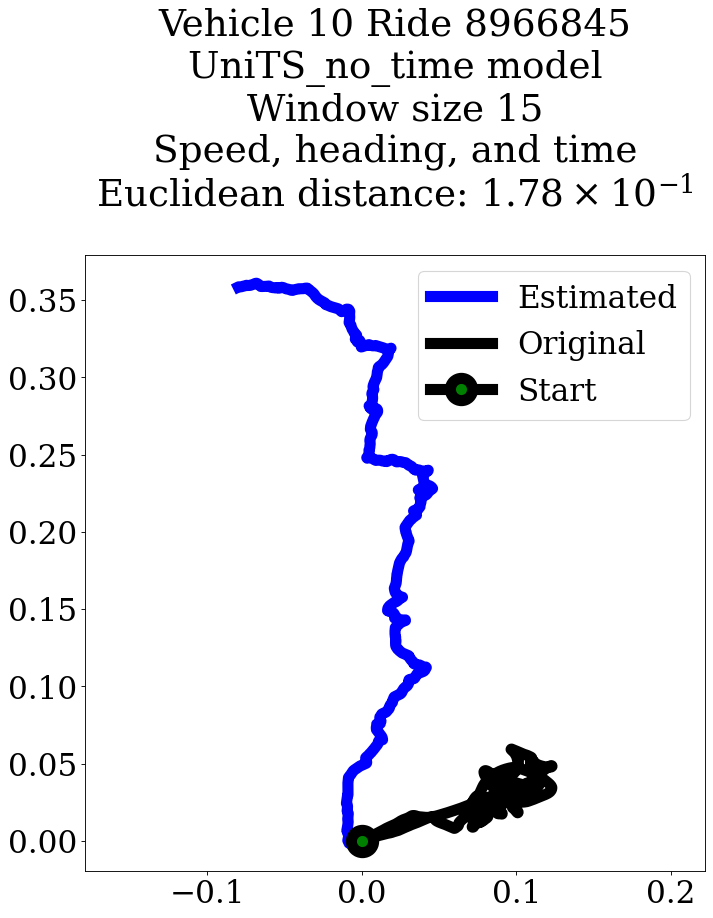 Vehicle 10 Ride 8966845
UniTS_no_time model
Window size 15
Speed, heading, and time
Euclidean distance: 1.78 × 10⁻¹
Estimated
Original
Start
0.35
0.30
0.25
0.20
0.15
0.10
0.05
0.00
−0.1
0.0
0.1
0.2